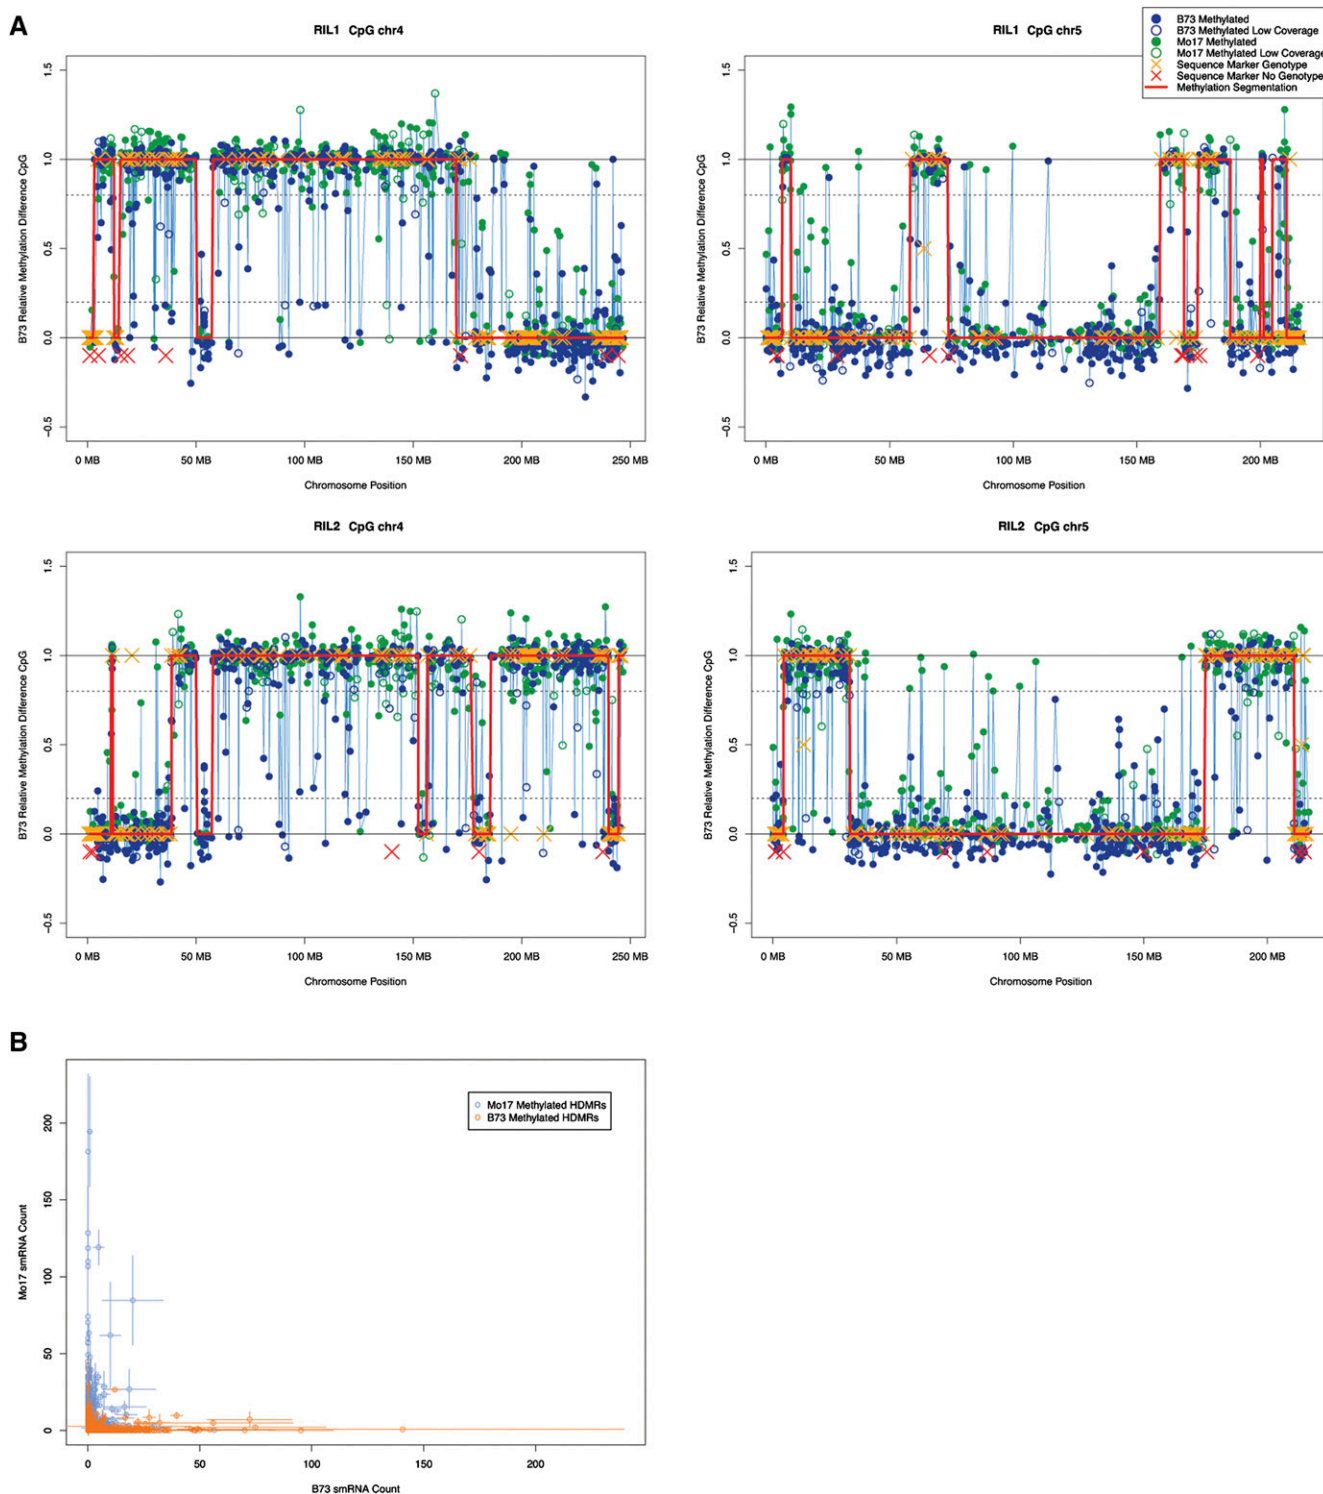 A
RIL1 CpG chr4
1.5
1.0
0.5
0.0
−0.5
B73 Relative Methylation Difference CpG
0 MB 50 MB 100 MB 150 MB 200 MB 250 MB
Chromosome Position
RIL1 CpG chr5
B73 Methylated
B73 Methylated Low Coverage
Mo17 Methylated
Mo17 Methylated Low Coverage
Sequence Marker Genotype
Sequence Marker No Genotype
Methylation Segmentation
1.5
1.0
0.5
0.0
−0.5
B73 Relative Methylation Difference CpG
0 MB 50 MB 100 MB 150 MB 200 MB
Chromosome Position
RIL2 CpG chr4
1.5
1.0
0.5
0.0
−0.5
B73 Relative Methylation Difference CpG
0 MB 50 MB 100 MB 150 MB 200 MB 250 MB
Chromosome Position
RIL2 CpG chr5
1.5
1.0
0.5
0.0
−0.5
B73 Relative Methylation Difference CpG
0 MB 50 MB 100 MB 150 MB 200 MB
Chromosome Position
B
Mo17 Methylated HDMRs
B73 Methylated HDMRs
200
150
100
50
0
Mo17 smRNA Count
0 50 100 150 200
B73 smRNA Count